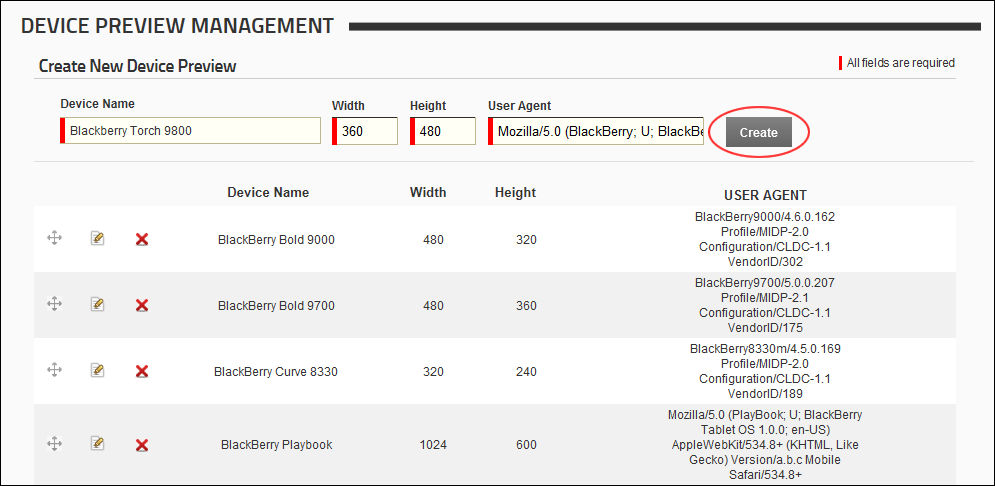 DEVICE PREVIEW MANAGEMENT
Create New Device Preview
All fields are required
Device Name Width Height User Agent
Blackberry Torch 9800 360 480 Mozilla/5.0 (BlackBerry; U; BlackBe Create
Device Name Width Height USER AGENT
BlackBerry Bold 9000 480 320 BlackBerry9000/4.6.0.162
Profile/MIDP-2.0
Configuration/CLDC-1.1
VendorID/302
BlackBerry Bold 9700 480 360 BlackBerry9700/5.0.0.207
Profile/MIDP-2.1
Configuration/CLDC-1.1
VendorID/175
BlackBerry Curve 8330 320 240 BlackBerry8330m/4.5.0.169
Profile/MIDP-2.0
Configuration/CLDC-1.1
VendorID/189
BlackBerry Playbook 1024 600 Mozilla/5.0 (PlayBook; U; BlackBerry
Tablet OS 1.0.0; en-US)
AppleWebKit/534.8+ (KHTML, Like
Gecko) Version/a.b.c Mobile
Safari/534.8+